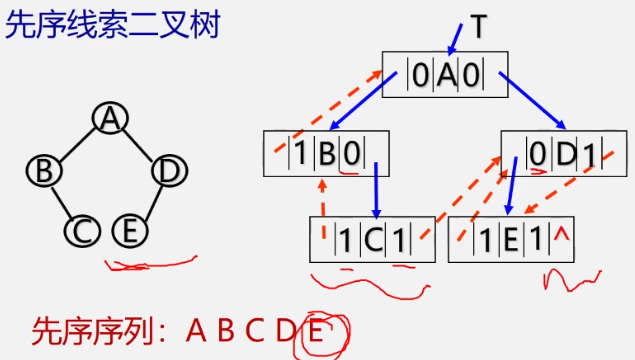 先序线索二叉树
T
0 A 0
A
1 B 0
0 D 1
B
D
C
E
1 C 1
1 E 1 ^
先序序列：A B C D E